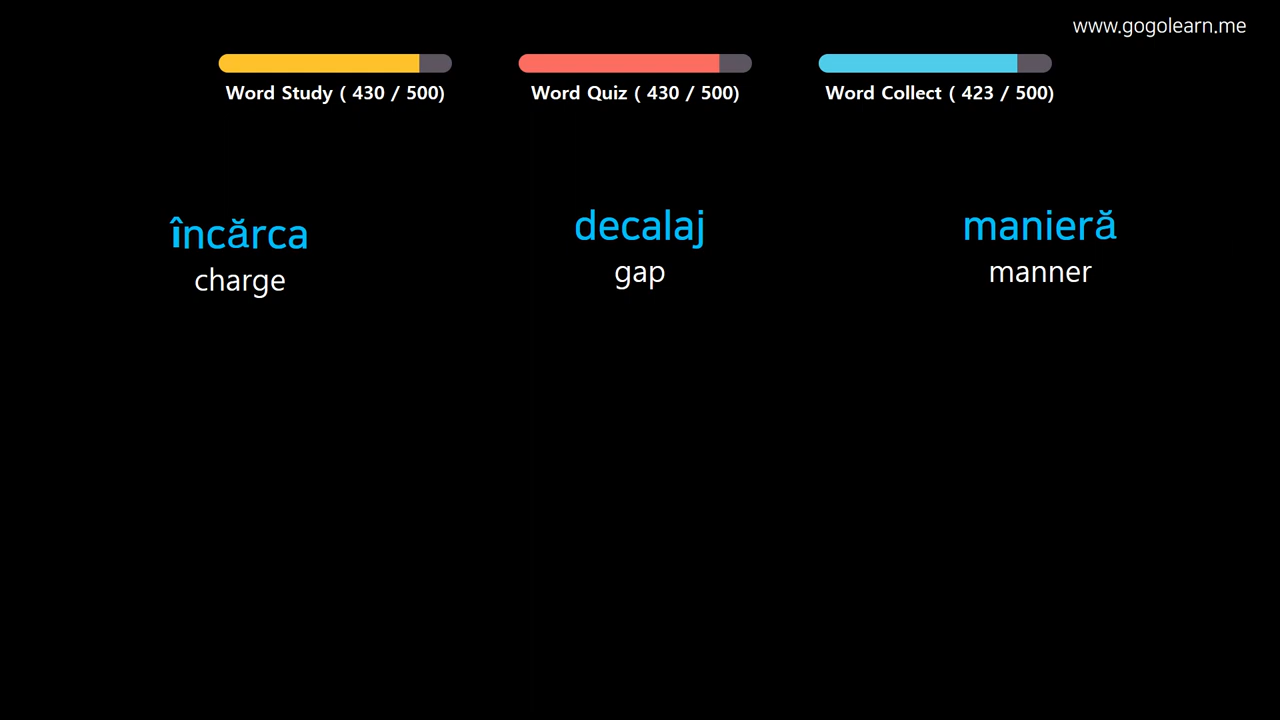 www.gogolearn.me
Word Study ( 430 / 500)
Word Quiz ( 430 / 500)
Word Collect ( 423 / 500)
încărca
charge
decalaj
gap
manieră
manner